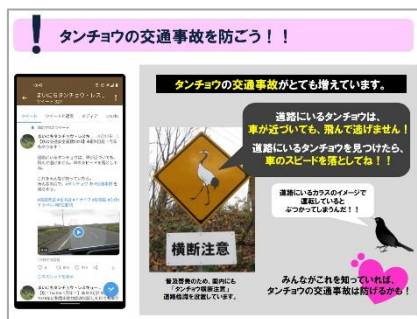 ！ タンチョウの交通事故を防ごう！！
タンチョウの交通事故がとても増えています。
道路にいるタンチョウは、
車が近づいても、飛んで逃げません！
道路にいるタンチョウを見つけたら、
車のスピードを落としてね！！
道路にいるカラスのイメージで
運転していると
ぶつかってしまうんだ！！
横断注意
普及啓発のため、園内にも
「タンチョウ横断注意」
道路標識を設置しています。
みんながこれを知っていれば、
タンチョウの交通事故は防げるかも！